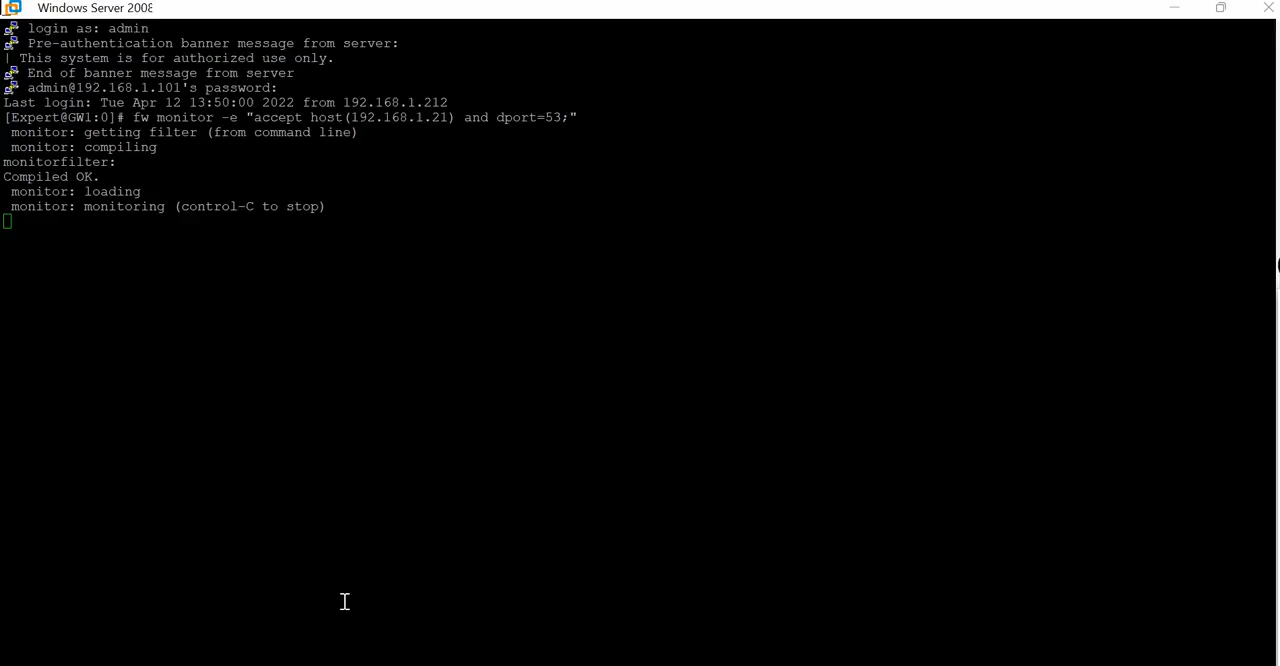 Windows Server 2008
login as: admin
Pre-authentication banner message from server:
| This system is for authorized use only.
End of banner message from server
admin@192.168.1.101's password:
Last login: Tue Apr 12 13:50:00 2022 from 192.168.1.212
[Expert@GW1:0]# fw monitor -e "accept host(192.168.1.21) and dport=53;"
monitor: getting filter (from command line)
monitor: compiling
monitorfilter:
Compiled OK.
monitor: loading
monitor: monitoring (control-C to stop)